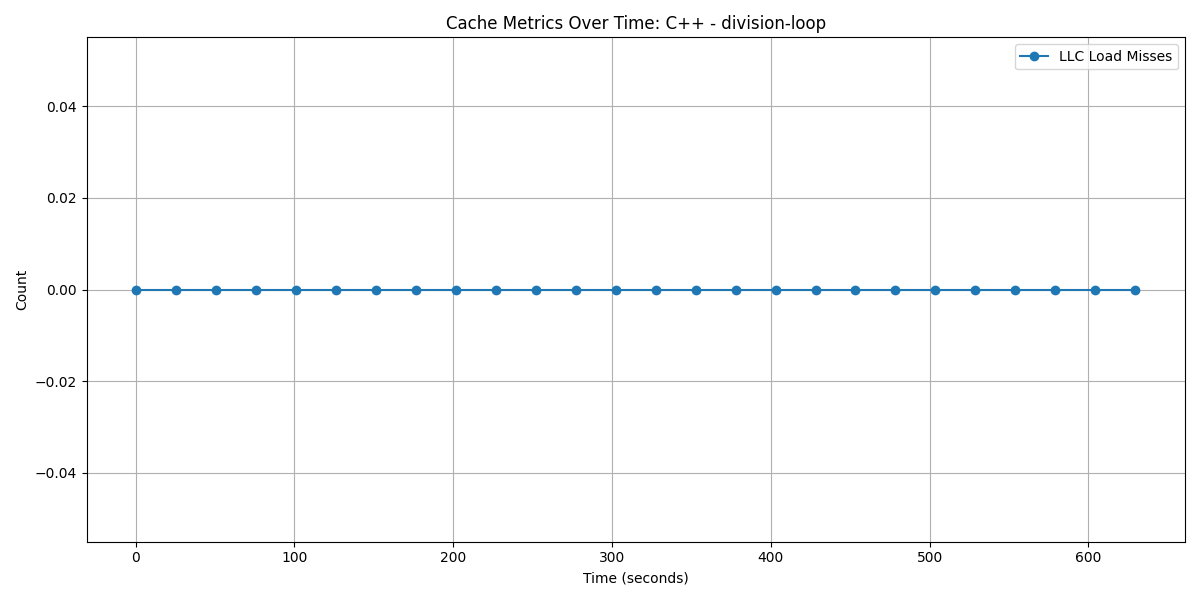 Cache Metrics Over Time: C++ - division-loop
LLC Load Misses
Count
0.04
0.02
0.00
−0.02
−0.04
0 100 200 300 400 500 600
Time (seconds)